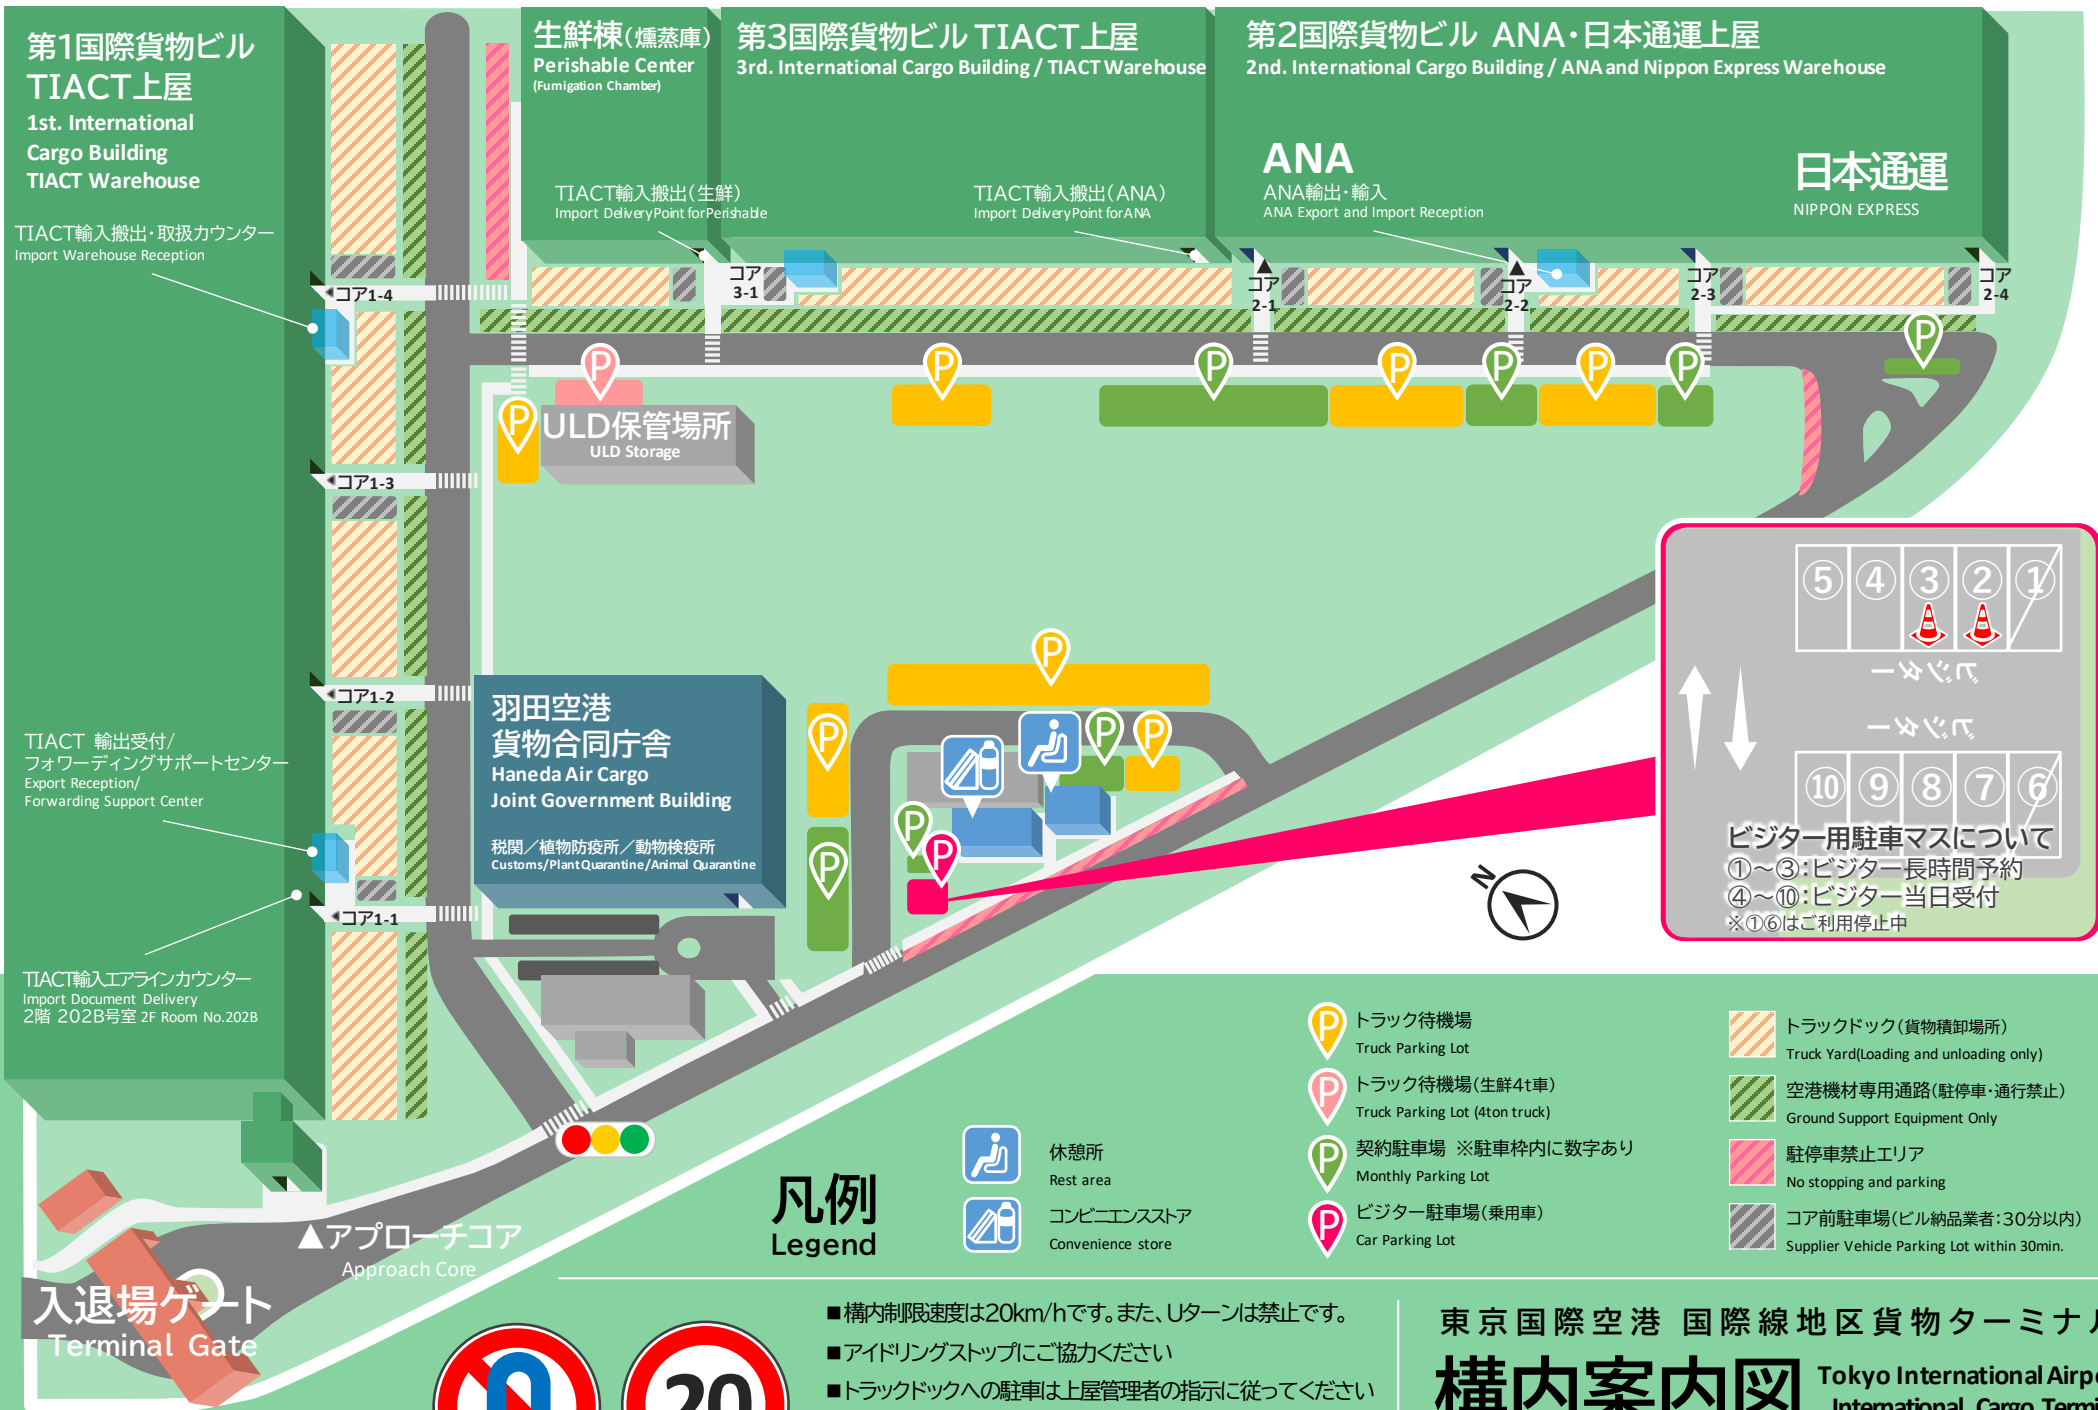 第1国際貨物ビル
TIACT上屋
1st. International
Cargo Building
TIACT Warehouse
TIACT輸入搬出・取扱カウンター
Import Warehouse Reception
TIACT 輸出受付/
フォワーディングサポートセンター
Export Reception/
Forwarding Support Center
TIACT輸入エアラインカウンター
Import Document Delivery
2階 202B号室 2F Room No.202B
生鮮棟(燻蒸庫)
Perishable Center
(Fumigation Chamber)
TIACT輸入搬出(生鮮)
Import Delivery Point for Perishable
第3国際貨物ビル TIACT上屋
3rd. International Cargo Building / TIACT Warehouse
TIACT輸入搬出(ANA)
Import Delivery Point for ANA
第2国際貨物ビル ANA・日本通運上屋
2nd. International Cargo Building / ANA and Nippon Express Warehouse
ANA
ANA輸出・輸入
ANA Export and Import Reception
日本通運
NIPPON EXPRESS
コア1-4
コア1-3
コア1-2
コア1-1
コア
3-1
コア
2-1
コア
2-2
コア
2-3
コア
2-4
P
P
P
P
P
P
P
P
P
ULD保管場所
ULD Storage
P
P
P
P
P
P
P
羽田空港
貨物合同庁舎
Haneda Air Cargo
Joint Government Building
税関／植物防疫所／動物検疫所
Customs/Plant Quarantine/Animal Quarantine
N
⑤ ④ ③ ② ①
ビジター
ビジター
⑩ ⑨ ⑧ ⑦ ⑥
ビジター用駐車マスについて
①～③：ビジター長時間予約
④～⑩：ビジター当日受付
※①⑥はご利用停止中
▲アプローチコア
Approach Core
入退場ゲート
Terminal Gate
凡例
Legend
休憩所
Rest area
コンビニエンスストア
Convenience store
P トラック待機場
Truck Parking Lot
P トラック待機場(生鮮4t車)
Truck Parking Lot (4ton truck)
P 契約駐車場 ※駐車枠内に数字あり
Monthly Parking Lot
P ビジター駐車場(乗用車)
Car Parking Lot
トラックドック(貨物積卸場所)
Truck Yard(Loading and unloading only)
空港機材専用通路(駐停車・通行禁止)
Ground Support Equipment Only
駐停車禁止エリア
No stopping and parking
コア前駐車場(ビル納品業者：30分以内)
Supplier Vehicle Parking Lot within 30min.
20
■構内制限速度は20km/hです。また、Uターンは禁止です。
■アイドリングストップにご協力ください
■トラックドックへの駐車は上屋管理者の指示に従ってください
東京国際空港 国際線地区貨物ターミナル
構内案内図
Tokyo International Airpo
International Cargo Termi